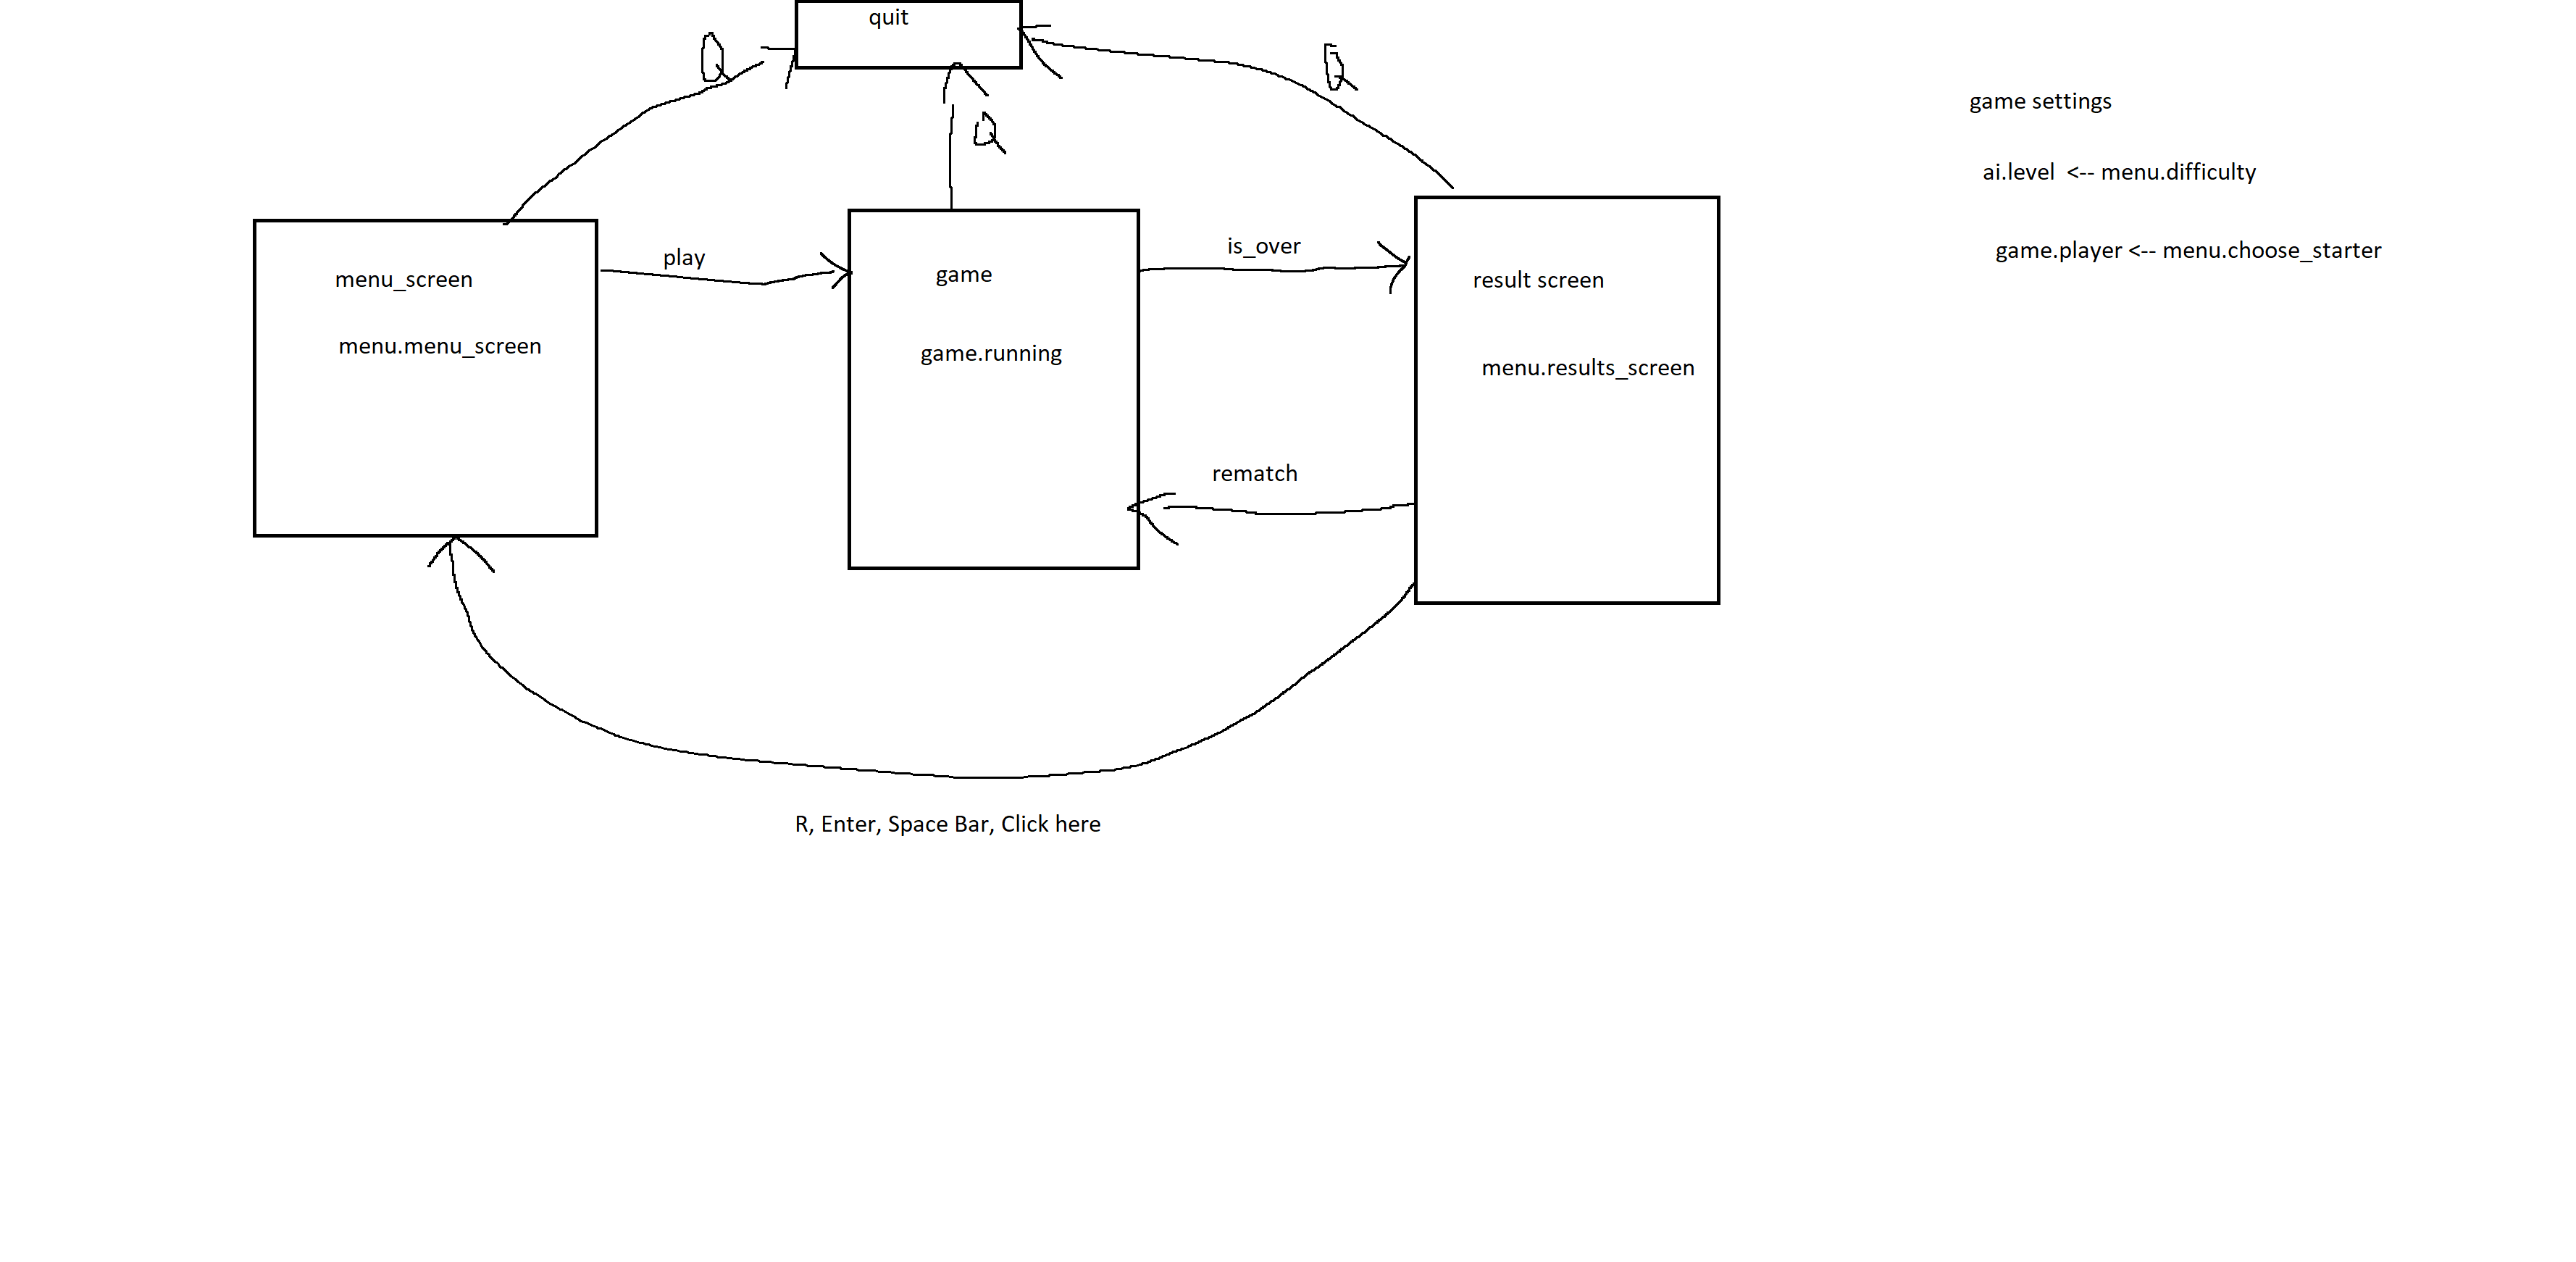 quit
Q
Q
Q
game settings
ai.level <-- menu.difficulty
game.player <-- menu.choose_starter
menu_screen
menu.menu_screen
play
game
game.running
is_over
result screen
menu.results_screen
rematch
R, Enter, Space Bar, Click here